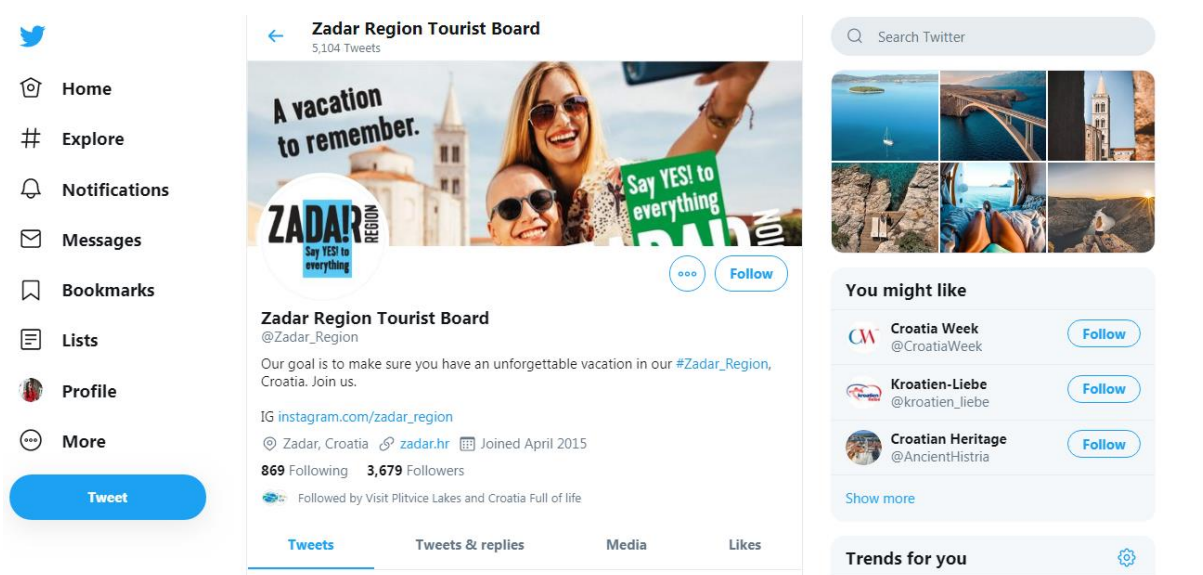 Home
Explore
Notifications
Messages
Bookmarks
Lists
Profile
More
Tweet
Zadar Region Tourist Board
5,104 Tweets
A vacation
to remember.
Say YES! to
everything
ZADAR!
REGION
ZADAR!
REGION
Say YES! to
everything
Follow
Zadar Region Tourist Board
@Zadar_Region
Our goal is to make sure you have an unforgettable vacation in our #Zadar_Region,
Croatia. Join us.
IG instagram.com/zadar_region
Zadar, Croatia zadar.hr Joined April 2015
869 Following 3,679 Followers
Followed by Visit Plitvice Lakes and Croatia Full of life
Tweets Tweets & replies Media Likes
Search Twitter
You might like
CW
Croatia Week
@CroatiaWeek
Follow
Kroatien-Liebe
@kroatien_liebe
Follow
Croatian Heritage
@AncientHistria
Follow
Show more
Trends for you